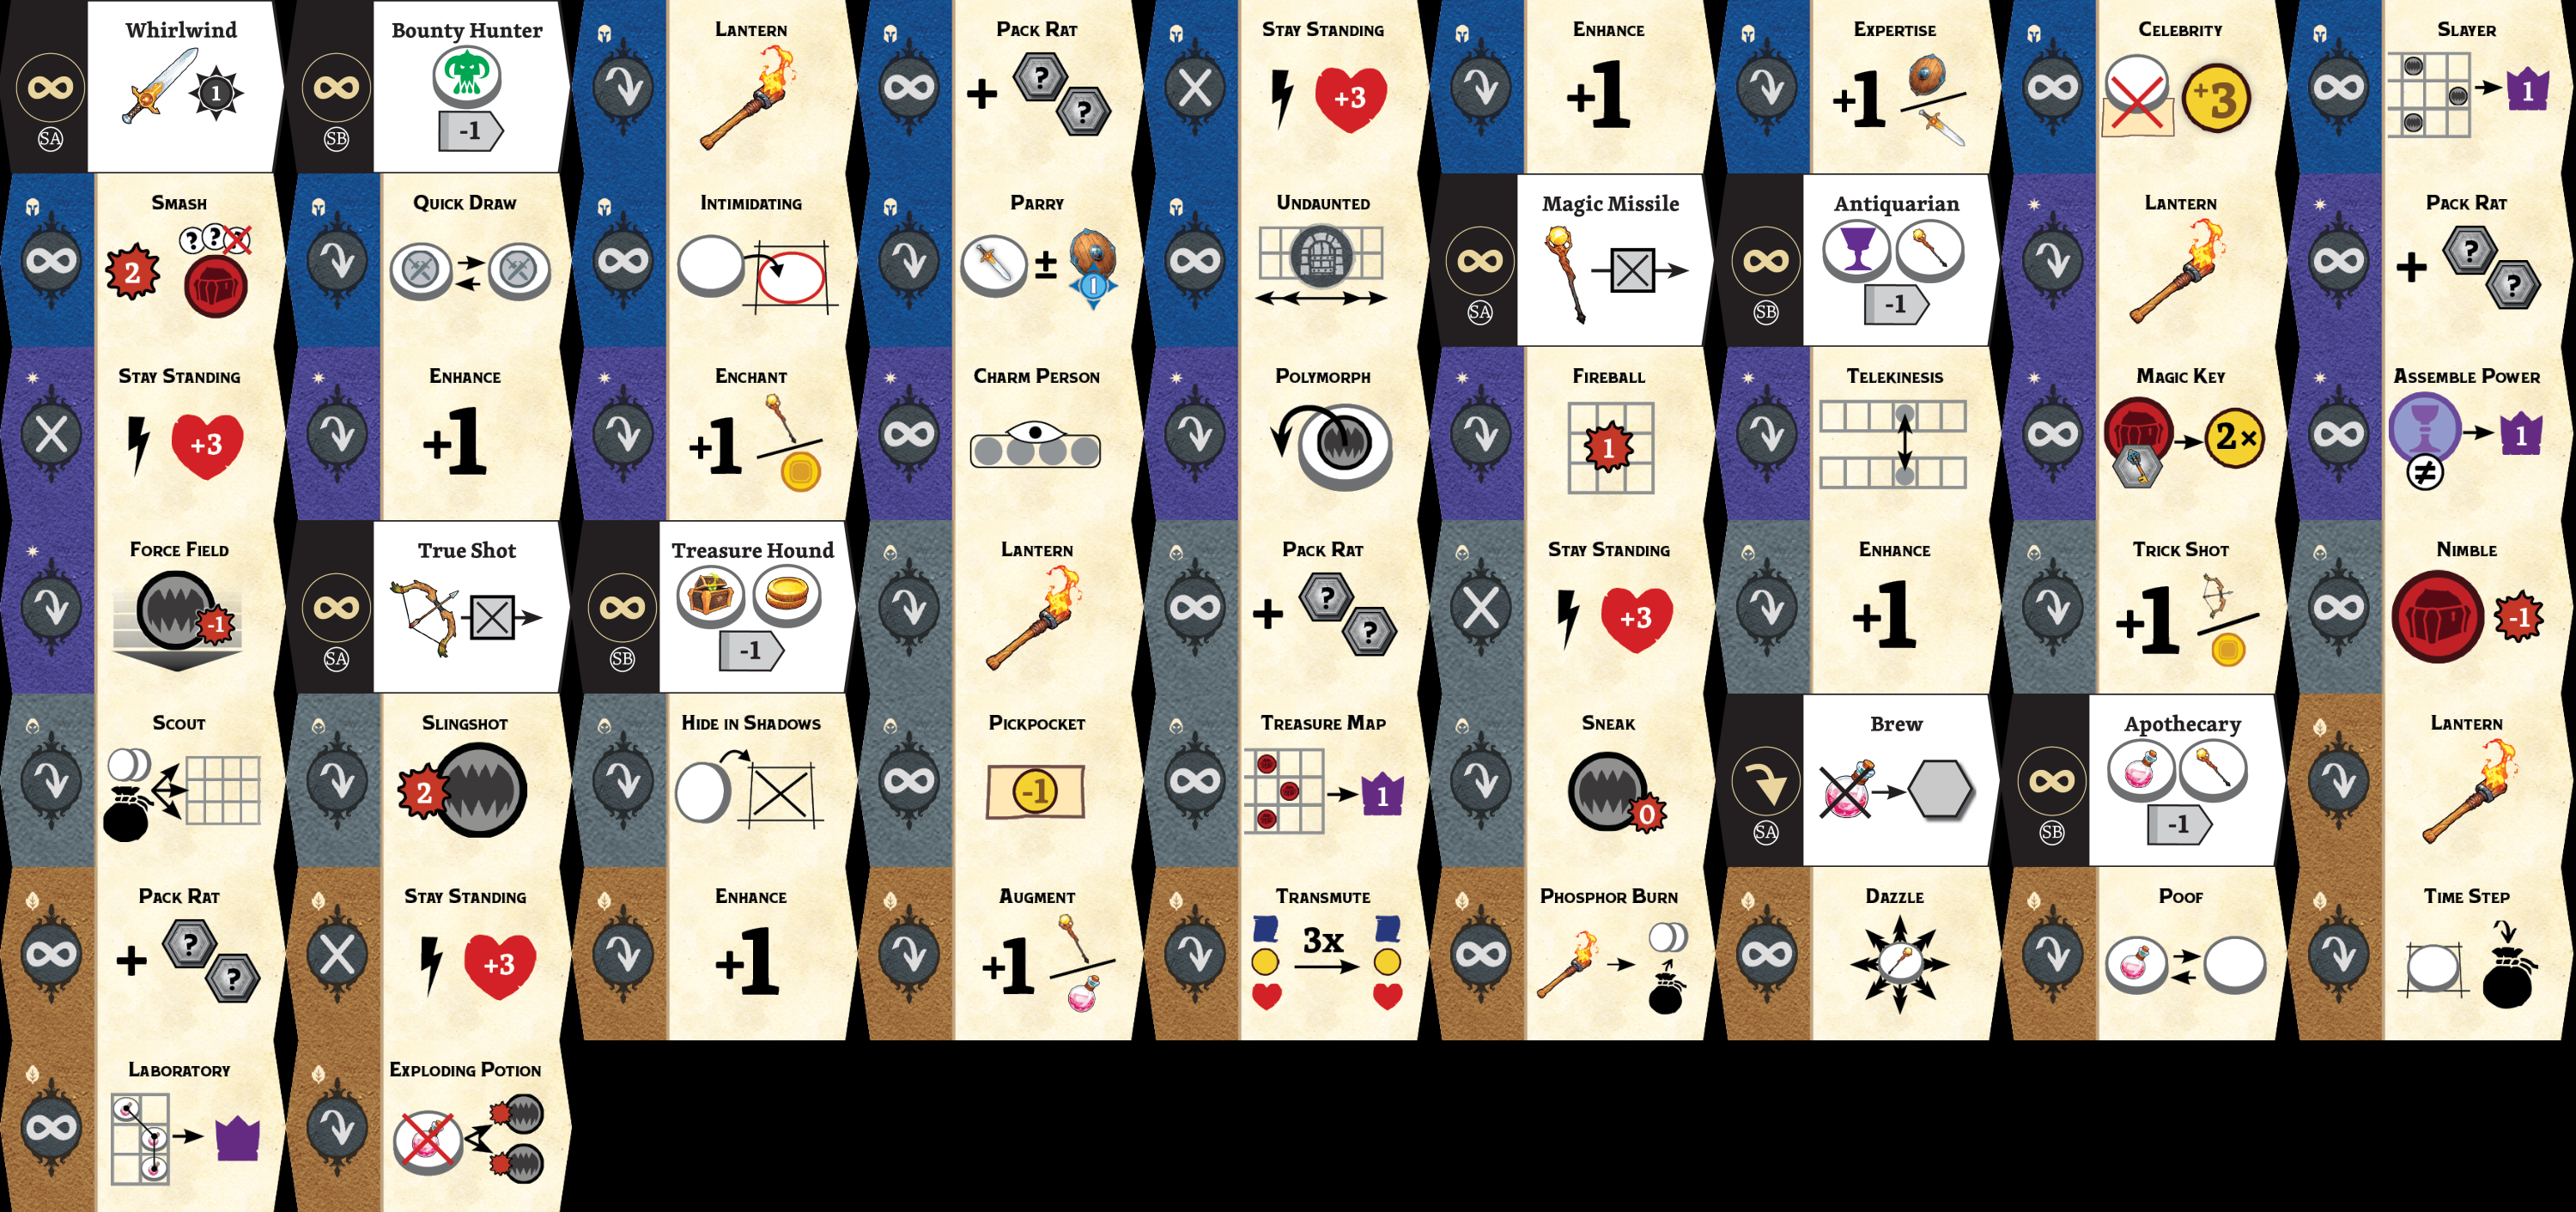 Whirlwind
1
SA
Bounty Hunter
-1
SB
Lantern
Pack Rat
+ ? ?
Stay Standing
+3
Enhance
+1
Expertise
+1
Celebrity
+3
Slayer
1
Smash
2 ? ? ?
Quick Draw
Intimidating
Parry
± 1
Undaunted
Magic Missile
SA
Antiquarian
-1
SB
Lantern
Pack Rat
+ ? ?
Stay Standing
+3
Enhance
+1
Enchant
+1
Charm Person
Polymorph
Fireball
1
Telekinesis
Magic Key
2×
Assemble Power
1
≠
Force Field
-1
True Shot
SA
Treasure Hound
-1
SB
Lantern
Pack Rat
+ ? ?
Stay Standing
+3
Enhance
+1
Trick Shot
+1
Nimble
-1
Scout
Slingshot
2
Hide in Shadows
Pickpocket
-1
Treasure Map
1
Sneak
0
Brew
SA
Apothecary
-1
SB
Lantern
Pack Rat
+ ? ?
Stay Standing
+3
Enhance
+1
Augment
+1
Transmute
3x
Phosphor Burn
Dazzle
Poof
Time Step
Laboratory
Exploding Potion